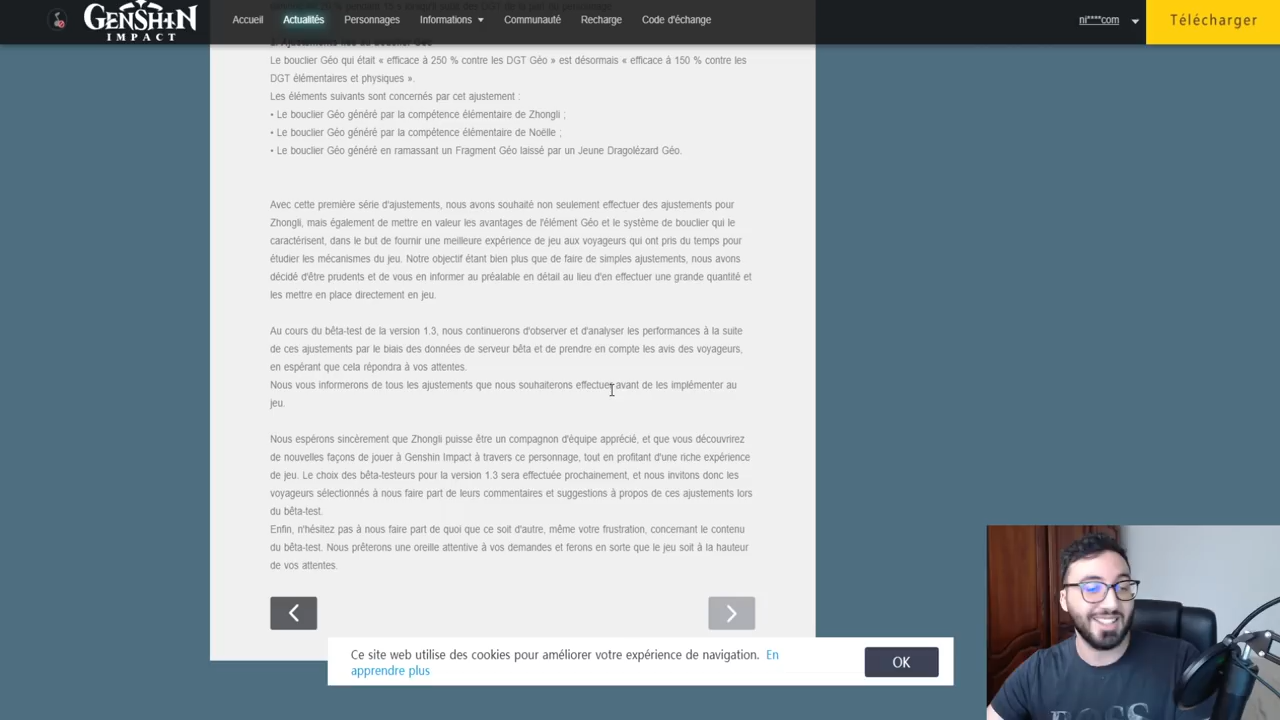 GENSHIN
IMPACT
Accueil
Actualités
Personnages
Informations
Communauté
Recharge
Code d'échange
ni****com
Télécharger
Le bouclier Géo qui était « efficace à 250 % contre les DGT Géo » est désormais « efficace à 150 % contre les
DGT élémentaires et physiques ».
Les éléments suivants sont concernés par cet ajustement :
• Le bouclier Géo généré par la compétence élémentaire de Zhongli ;
• Le bouclier Géo généré par la compétence élémentaire de Noëlle ;
• Le bouclier Géo généré en ramassant un Fragment Géo laissé par un Jeune Dragolézard Géo.
Avec cette première série d'ajustements, nous avons souhaité non seulement effectuer des ajustements pour
Zhongli, mais également de mettre en valeur les avantages de l'élément Géo et le système de bouclier qui le
caractérisent, dans le but de fournir une meilleure expérience de jeu aux voyageurs qui ont pris du temps pour
étudier les mécanismes du jeu. Notre objectif étant bien plus que de faire de simples ajustements, nous avons
décidé d'être prudents et de vous en informer au préalable en détail au lieu d'en effectuer une grande quantité et
les mettre en place directement en jeu.
Au cours du bêta-test de la version 1.3, nous continuerons d'observer et d'analyser les performances à la suite
de ces ajustements par le biais des données de serveur bêta et de prendre en compte les avis des voyageurs,
en espérant que cela répondra à vos attentes.
Nous vous informerons de tous les ajustements que nous souhaiterons effectuer avant de les implémenter au
jeu.
Nous espérons sincèrement que Zhongli puisse être un compagnon d'équipe apprécié, et que vous découvrirez
de nouvelles façons de jouer à Genshin Impact à travers ce personnage, tout en profitant d'une riche expérience
de jeu. Le choix des bêta-testeurs pour la version 1.3 sera effectuée prochainement, et nous invitons donc les
voyageurs sélectionnés à nous faire part de leurs commentaires et suggestions à propos de ces ajustements lors
du bêta-test.
Enfin, n'hésitez pas à nous faire part de quoi que ce soit d'autre, même votre frustration, concernant le contenu
du bêta-test. Nous prêterons une oreille attentive à vos demandes et ferons en sorte que le jeu soit à la hauteur
de vos attentes.
Ce site web utilise des cookies pour améliorer votre expérience de navigation. En
apprendre plus
OK